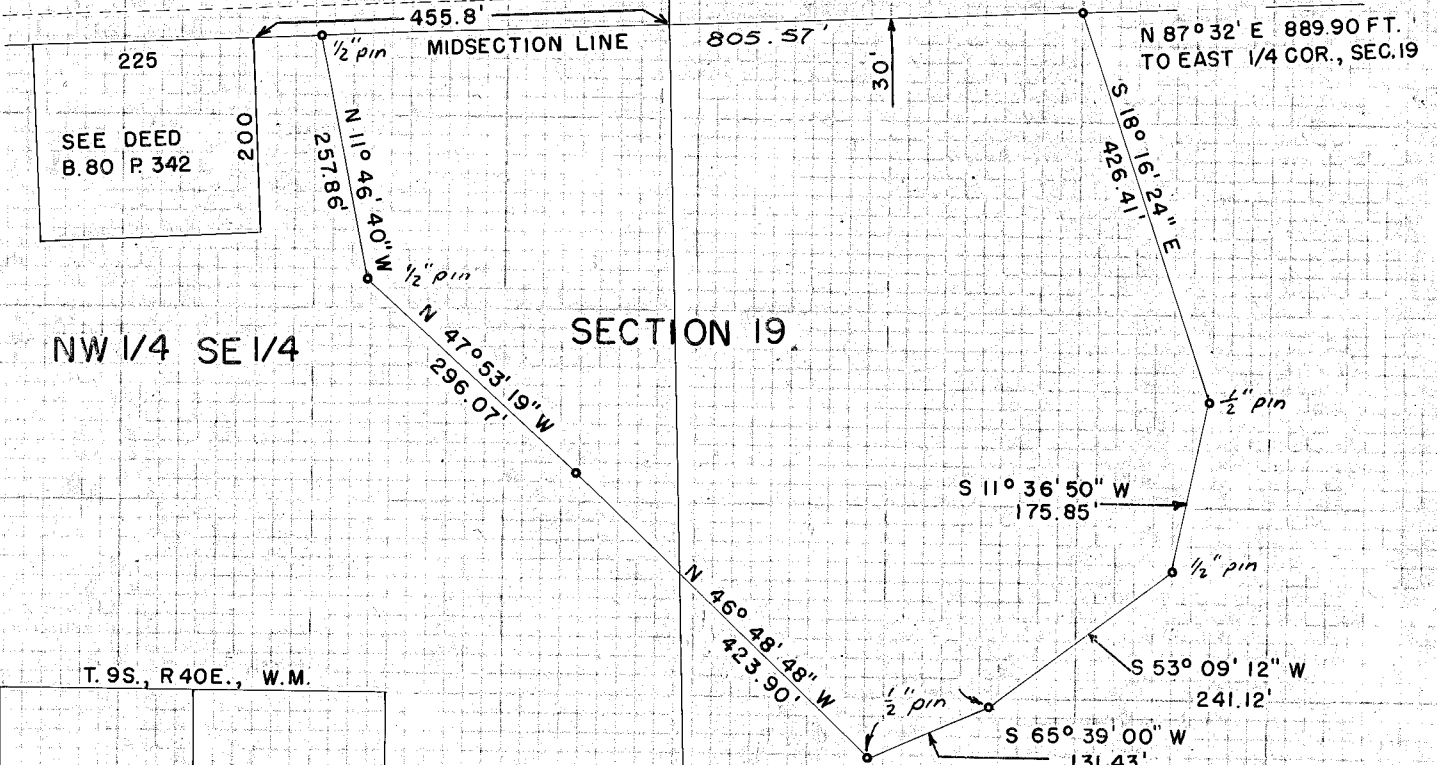 455.8'
1/2" pin
MIDSECTION LINE
805.57'
30'
N 87° 32' E 889.90 FT.
TO EAST 1/4 COR., SEC.19
225
200
SEE DEED
B.80 P. 342
N 11° 46' 40" W
257.86'
S 18° 16' 24" E
426.41'
1/2" pin
NW 1/4 SE 1/4
SECTION 19
N 47° 53' 19" W
296.07'
1/2" pin
S 11° 36' 50" W
175.85'
1/2" pin
N 46° 48' 48" W
423.90'
S 53° 09' 12" W
241.12'
T. 9S., R 40E., W.M.
1/2" pin
S 65° 39' 00" W
131.43'